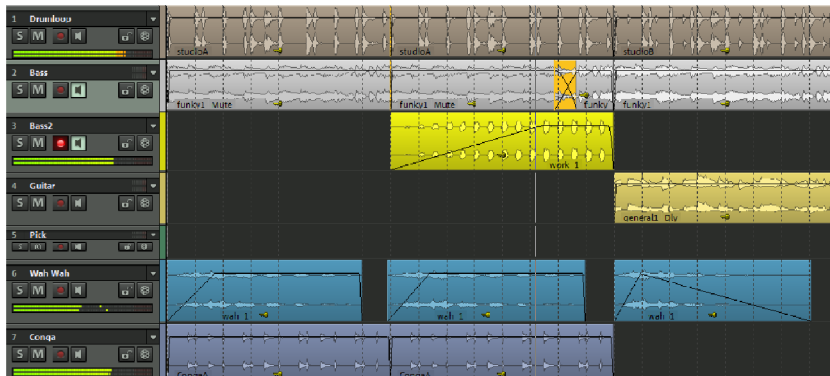 1 Drumloop
S M
studioA
studioA
studioB
2 Bass
S M
funky1 Mute
funky1 Mute
funky
funky1
3 Bass2
S M
work 1
4 Guitar
S M
general1 Dly
5 Pick
S M
6 Wah Wah
S M
wah 1
wah 1
wah 1
7 Conga
S M
CongaA
CongaA